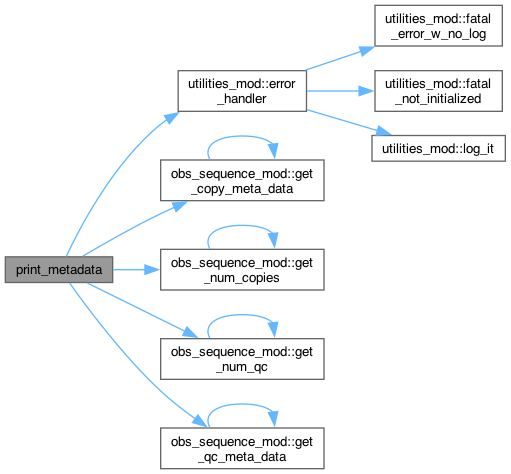 utilities_mod::fatal
_error_w_no_log
utilities_mod::error
_handler
utilities_mod::fatal
_not_initialized
utilities_mod::log_it
obs_sequence_mod::get
_copy_meta_data
print_metadata
obs_sequence_mod::get
_num_copies
obs_sequence_mod::get
_num_qc
obs_sequence_mod::get
_qc_meta_data